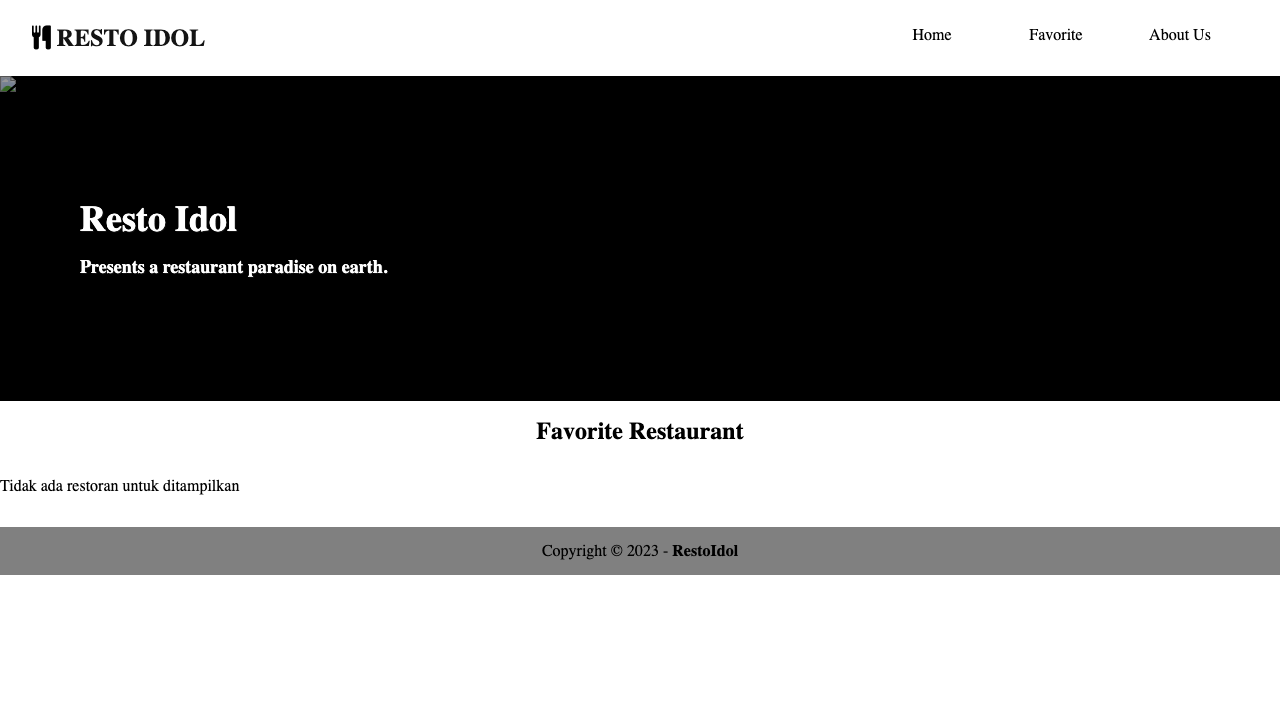 RESTO IDOL
Home Favorite About Us
Resto Idol
Presents a restaurant paradise on earth.
Favorite Restaurant
Tidak ada restoran untuk ditampilkan
Copyright © 2023 - RestoIdol